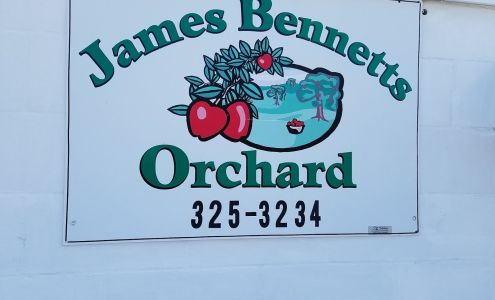 James Bennetts
Orchard
325-3234